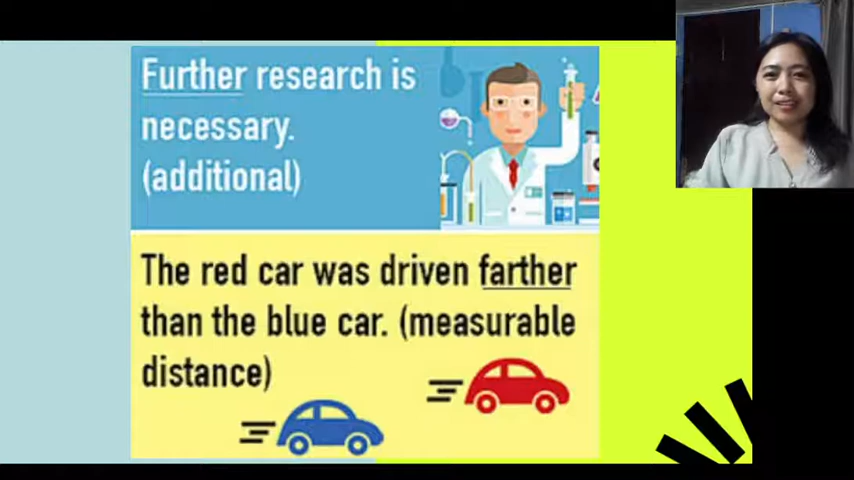 Further research is
necessary.
(additional)
The red car was driven farther
than the blue car. (measurable
distance)